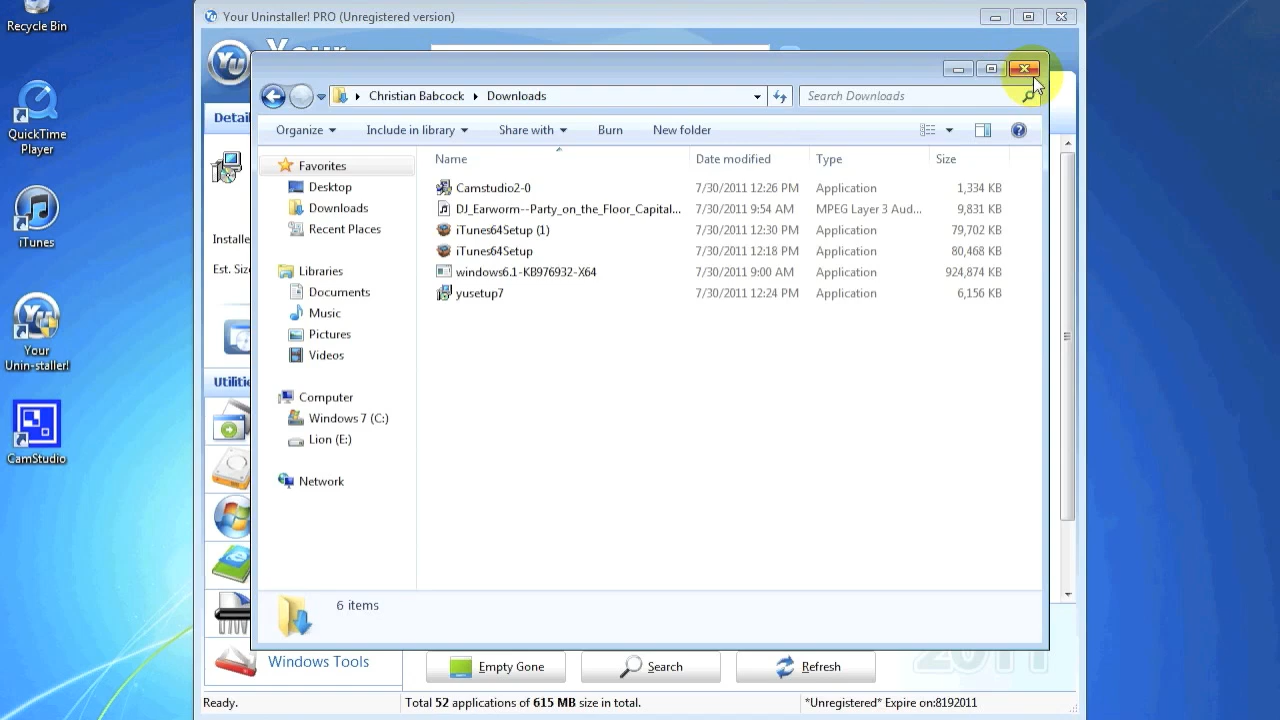 Recycle Bin
QuickTime
Player
iTunes
Your
Unin-staller!
CamStudio
Your Uninstaller! PRO (Unregistered version)
Your
YU
Detai
Installe
Est. Size
Utilitie
Christian Babcock
Downloads
Search Downloads
Organize
Include in library
Share with
Burn
New folder
Favorites
Desktop
Downloads
Recent Places
Libraries
Documents
Music
Pictures
Videos
Computer
Windows 7 (C:)
Lion (E:)
Network
Name Date modified Type Size
Camstudio2-0 7/30/2011 12:26 PM Application 1,334 KB
DJ_Earworm--Party_on_the_Floor_Capital... 7/30/2011 9:54 AM MPEG Layer 3 Aud... 9,831 KB
iTunes64Setup (1) 7/30/2011 12:30 PM Application 79,702 KB
iTunes64Setup 7/30/2011 12:18 PM Application 80,468 KB
windows6.1-KB976932-X64 7/30/2011 9:00 AM Application 924,874 KB
yusetup7 7/30/2011 12:24 PM Application 6,156 KB
6 items
Windows Tools
Empty Gone
Search
Refresh
2011
Ready.
Total 52 applications of 615 MB size in total.
*Unregistered* Expire on:8192011